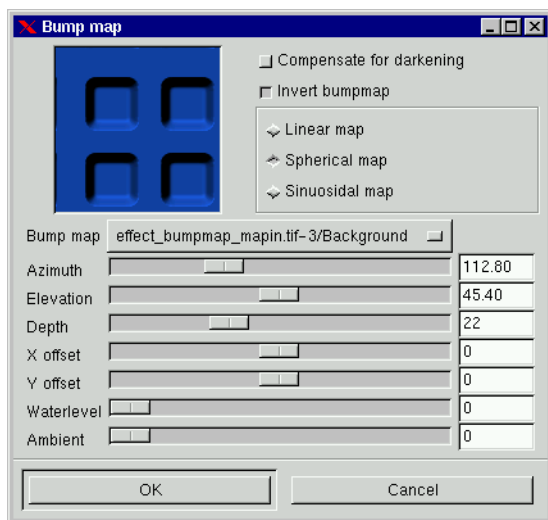 Bump map
Compensate for darkening
Invert bumpmap
Linear map
Spherical map
Sinuosidal map
Bump map effect_bumpmap_mapin.tif-3/Background
Azimuth 112.80
Elevation 45.40
Depth 22
X offset 0
Y offset 0
Waterlevel 0
Ambient 0
OK Cancel